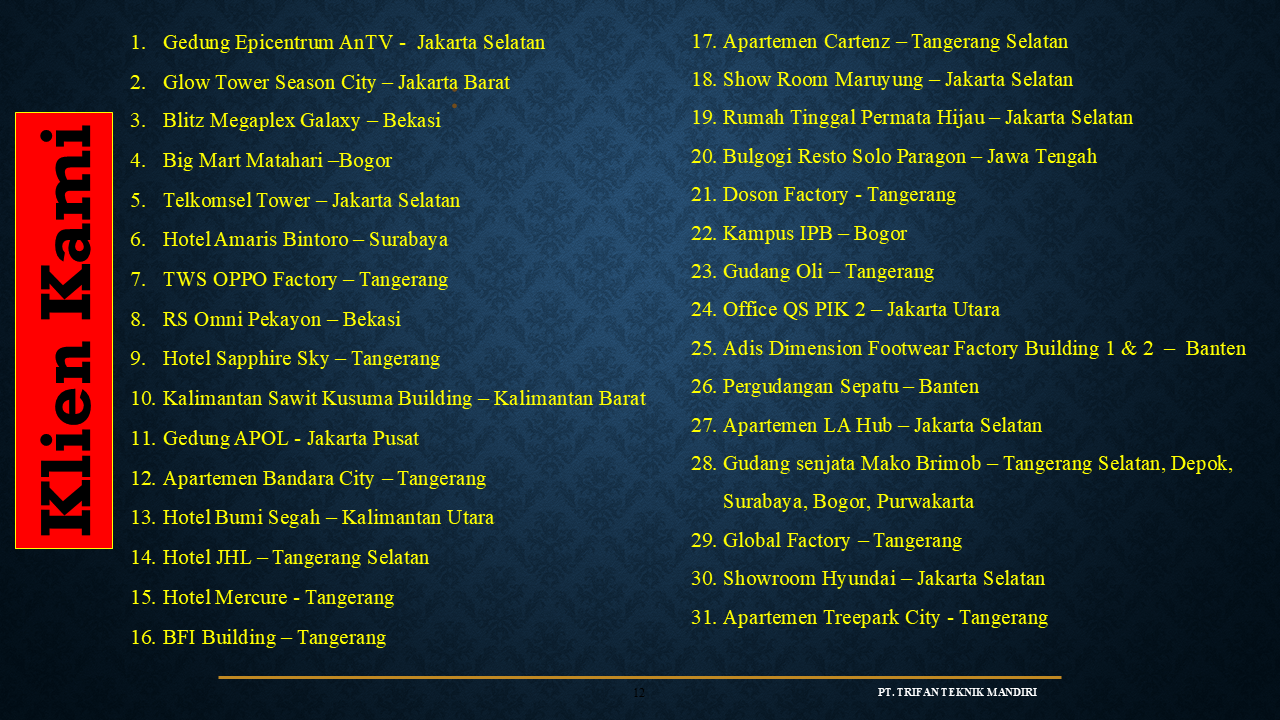 Klien Kami
1. Gedung Epicentrum AnTV - Jakarta Selatan
2. Glow Tower Season City – Jakarta Barat
3. Blitz Megaplex Galaxy – Bekasi
4. Big Mart Matahari –Bogor
5. Telkomsel Tower – Jakarta Selatan
6. Hotel Amaris Bintoro – Surabaya
7. TWS OPPO Factory – Tangerang
8. RS Omni Pekayon – Bekasi
9. Hotel Sapphire Sky – Tangerang
10. Kalimantan Sawit Kusuma Building – Kalimantan Barat
11. Gedung APOL - Jakarta Pusat
12. Apartemen Bandara City – Tangerang
13. Hotel Bumi Segah – Kalimantan Utara
14. Hotel JHL – Tangerang Selatan
15. Hotel Mercure - Tangerang
16. BFI Building – Tangerang
17. Apartemen Cartenz – Tangerang Selatan
18. Show Room Maruyung – Jakarta Selatan
19. Rumah Tinggal Permata Hijau – Jakarta Selatan
20. Bulgogi Resto Solo Paragon – Jawa Tengah
21. Doson Factory - Tangerang
22. Kampus IPB – Bogor
23. Gudang Oli – Tangerang
24. Office QS PIK 2 – Jakarta Utara
25. Adis Dimension Footwear Factory Building 1 & 2 – Banten
26. Pergudangan Sepatu – Banten
27. Apartemen LA Hub – Jakarta Selatan
28. Gudang senjata Mako Brimob – Tangerang Selatan, Depok,
Surabaya, Bogor, Purwakarta
29. Global Factory – Tangerang
30. Showroom Hyundai – Jakarta Selatan
31. Apartemen Treepark City - Tangerang
12
PT. TRIFAN TEKNIK MANDIRI